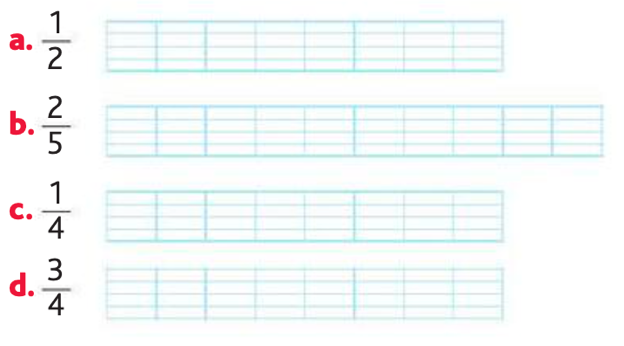 a. 1/2
b. 2/5
c. 1/4
d. 3/4